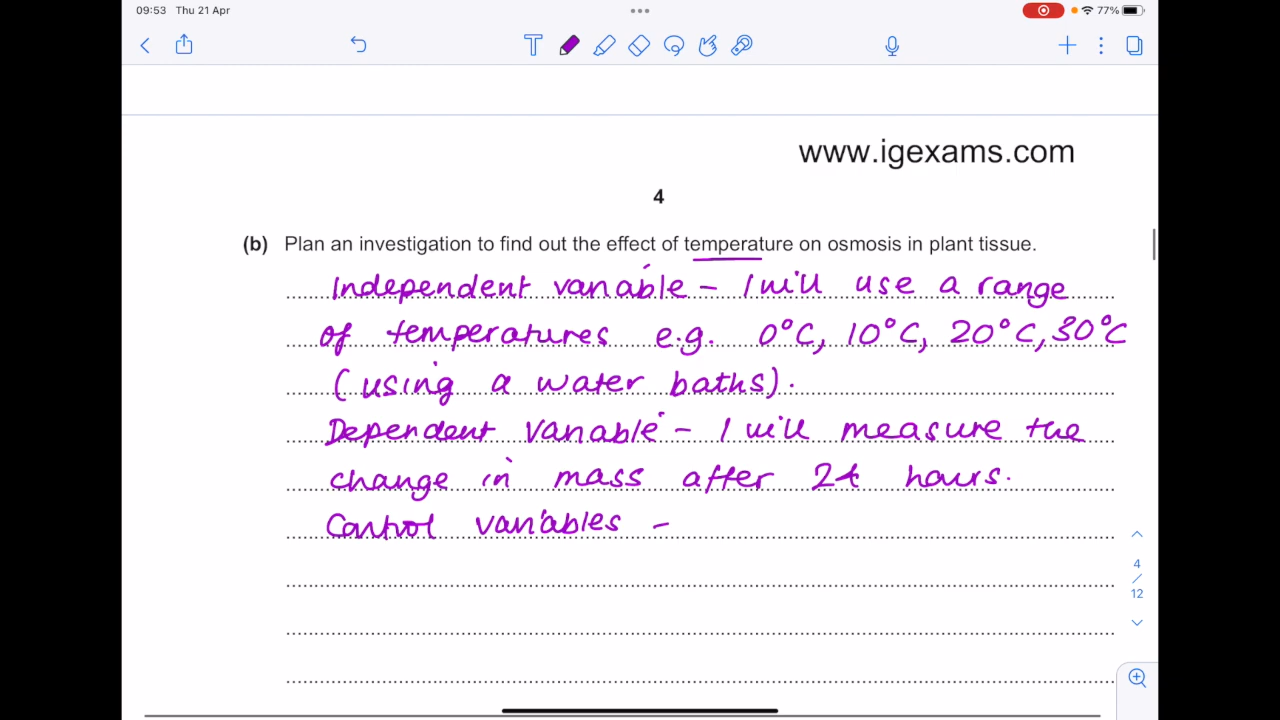 09:53 Thu 21 Apr
77%
www.igexams.com
4
(b) Plan an investigation to find out the effect of temperature on osmosis in plant tissue.
Independent variable – I will use a range
of temperatures e.g. 0°C, 10°C, 20°C, 30°C
(using a water baths).
Dependent variable – I will measure the
change in mass after 24 hours.
Control variables –
4
/
12